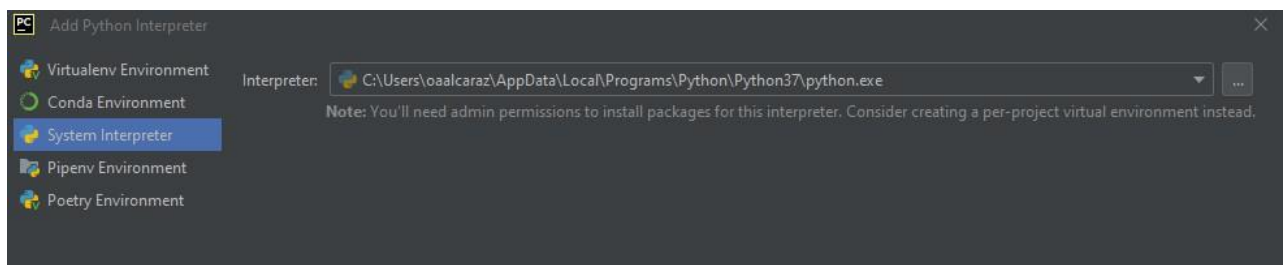 PC Add Python Interpreter
Virtualenv Environment
Conda Environment
System Interpreter
Pipenv Environment
Poetry Environment
Interpreter: C:\Users\oaalcaraz\AppData\Local\Programs\Python\Python37\python.exe ...
Note: You'll need admin permissions to install packages for this interpreter. Consider creating a per-project virtual environment instead.